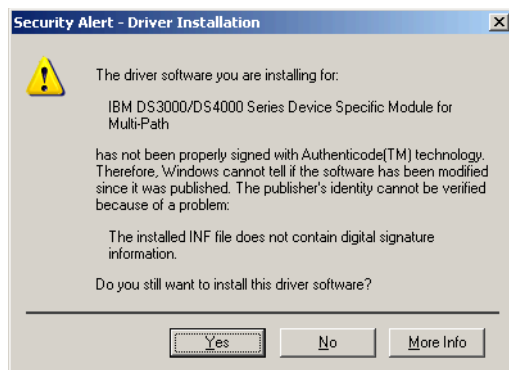 Security Alert - Driver Installation
The driver software you are installing for:
IBM DS3000/DS4000 Series Device Specific Module for
Multi-Path
has not been properly signed with Authenticode(TM) technology.
Therefore, Windows cannot tell if the software has been modified
since it was published. The publisher's identity cannot be verified
because of a problem:
The installed INF file does not contain digital signature
information.
Do you still want to install this driver software?
Yes No More Info